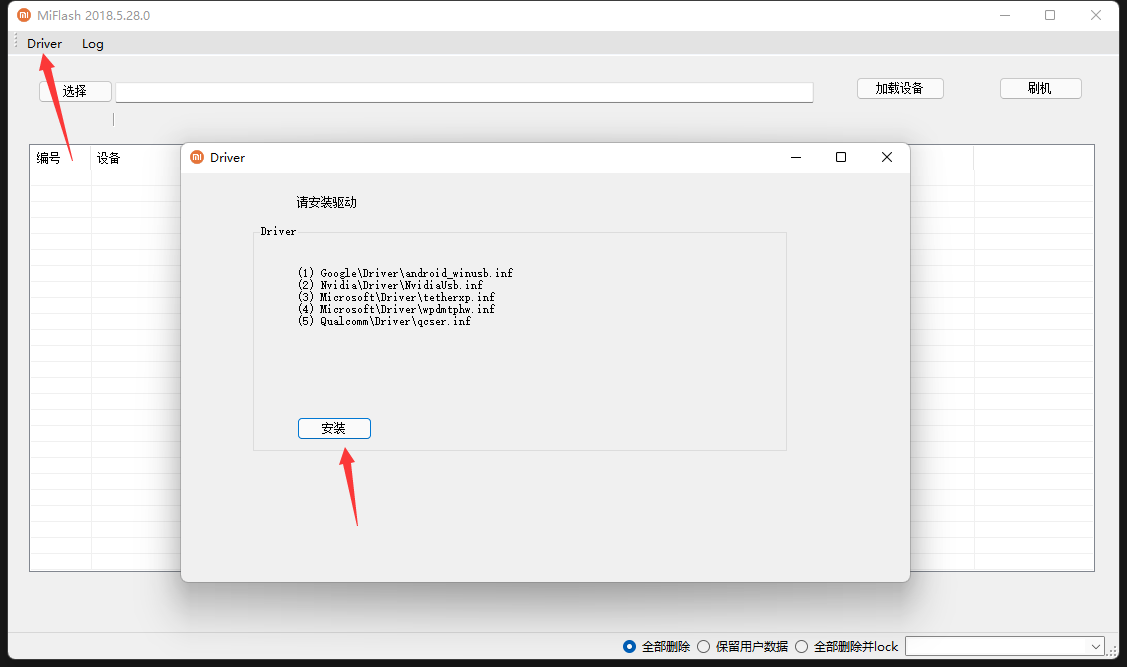 MiFlash 2018.5.28.0
Driver Log
选择
加载设备
刷机
编号 设备
Driver
请安装驱动
Driver
(1) Google\Driver\android_winusb.inf
(2) Nvidia\Driver\NvidiaUsb.inf
(3) Microsoft\Driver\tetherxp.inf
(4) Microsoft\Driver\wpdmtphw.inf
(5) Qualcomm\Driver\qcser.inf
安装
全部删除 保留用户数据 全部删除并lock